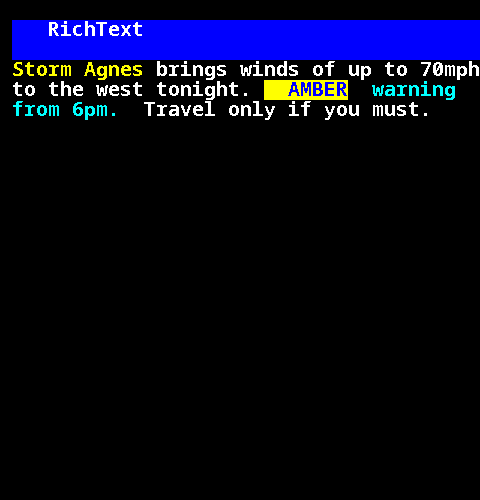 RichText
Storm Agnes brings winds of up to 70mph
to the west tonight. AMBER warning
from 6pm. Travel only if you must.